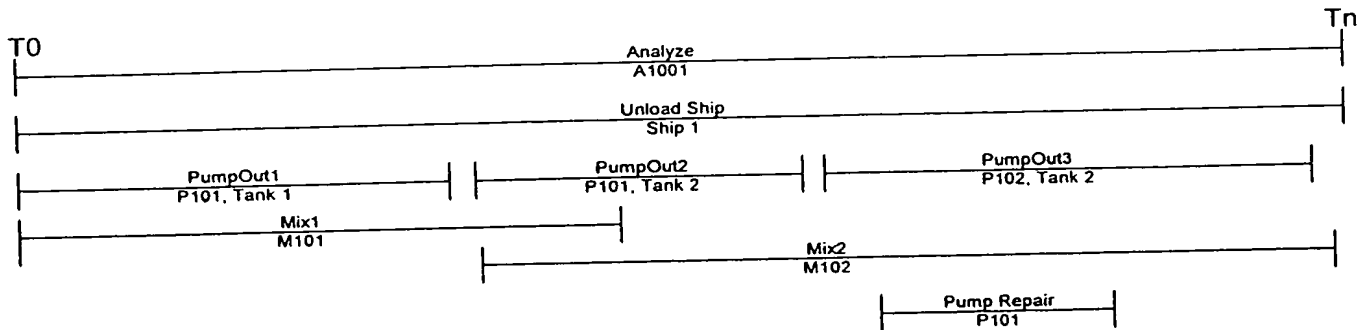 T0
Tn
Analyze
A1001
Unload Ship
Ship 1
PumpOut1
P101, Tank 1
PumpOut2
P101, Tank 2
PumpOut3
P102, Tank 2
Mix1
M101
Mix2
M102
Pump Repair
P101